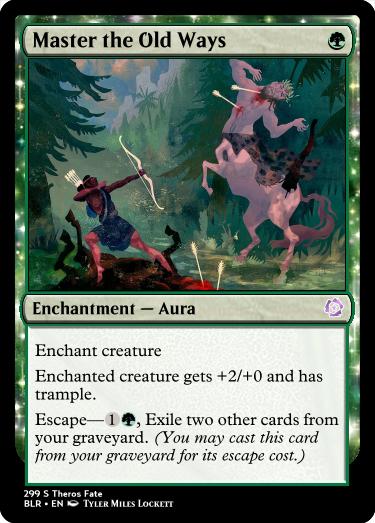 Master the Old Ways
Enchantment — Aura
Enchant creature
Enchanted creature gets +2/+0 and has
trample.
Escape—1, Exile two other cards from
your graveyard. (You may cast this card
from your graveyard for its escape cost.)
299 S Theros Fate
BLR • EN Tyler Miles Lockett